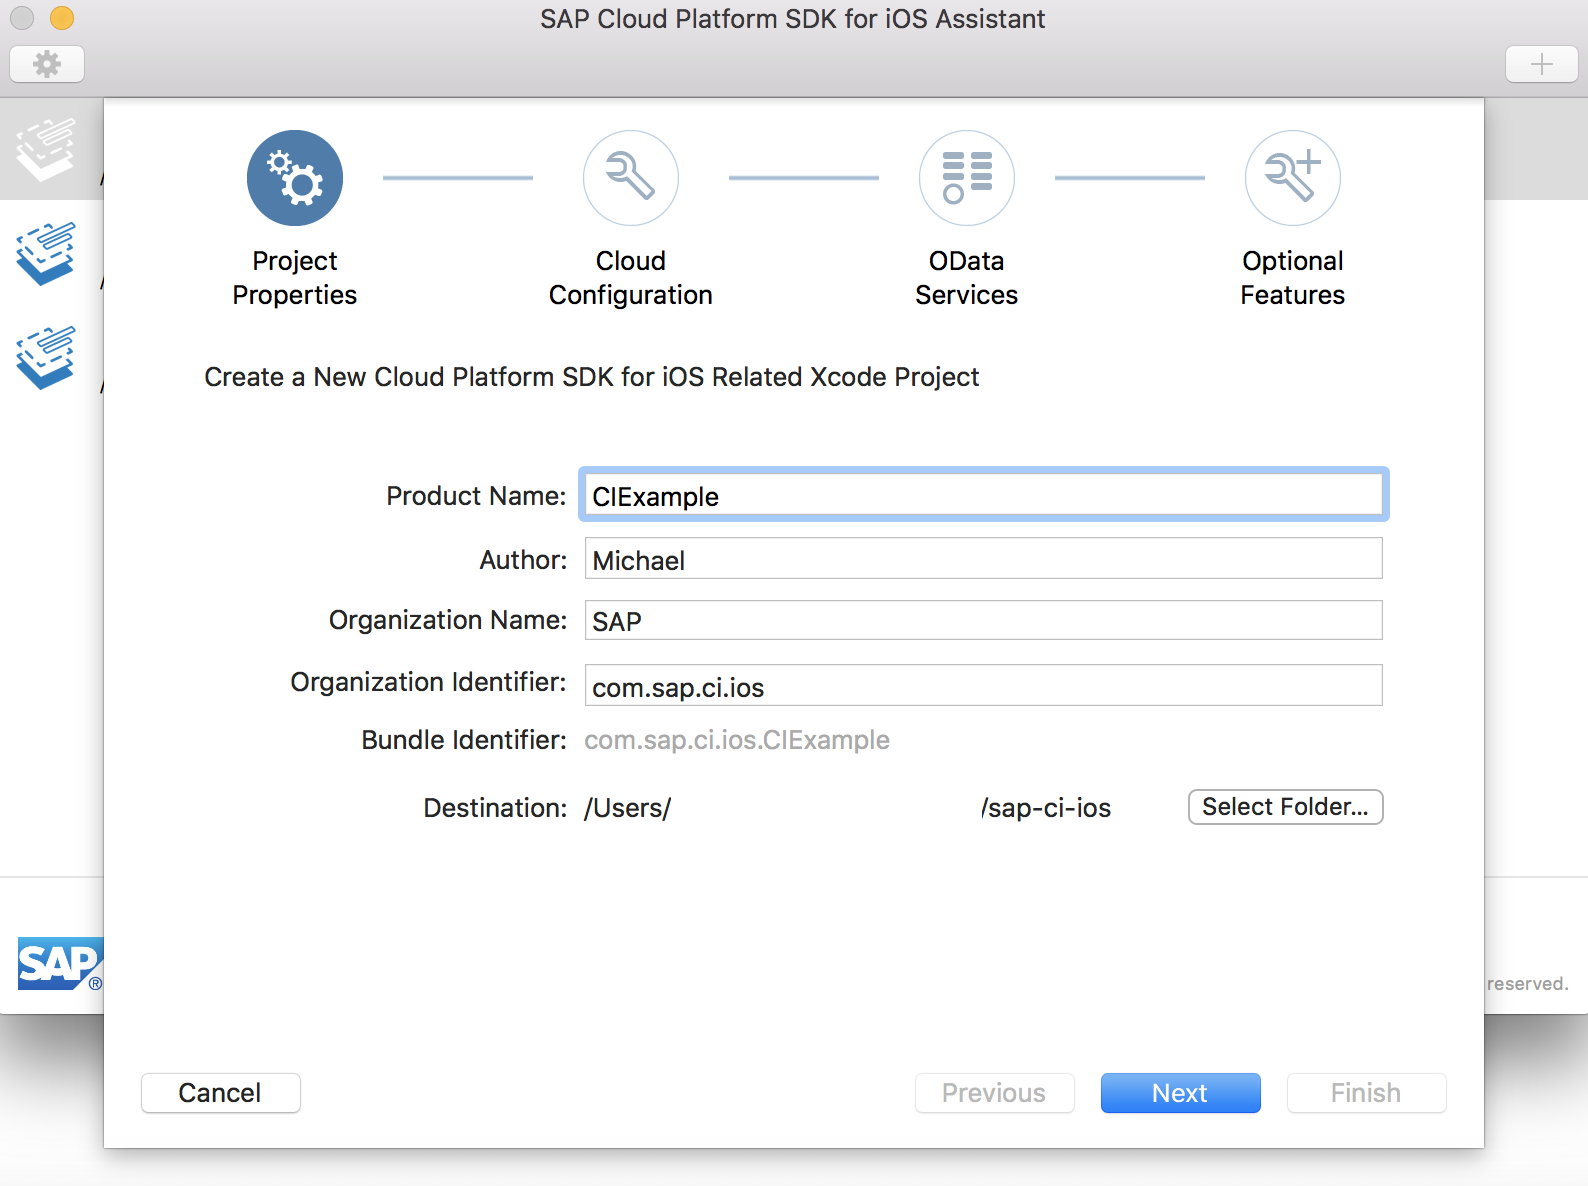 SAP Cloud Platform SDK for iOS Assistant
Project Properties
Cloud Configuration
OData Services
Optional Features
Create a New Cloud Platform SDK for iOS Related Xcode Project
Product Name: CIExample
Author: Michael
Organization Name: SAP
Organization Identifier: com.sap.ci.ios
Bundle Identifier: com.sap.ci.ios.CIExample
Destination: /Users/ /sap-ci-ios Select Folder...
SAP ®
reserved.
Cancel Previous Next Finish